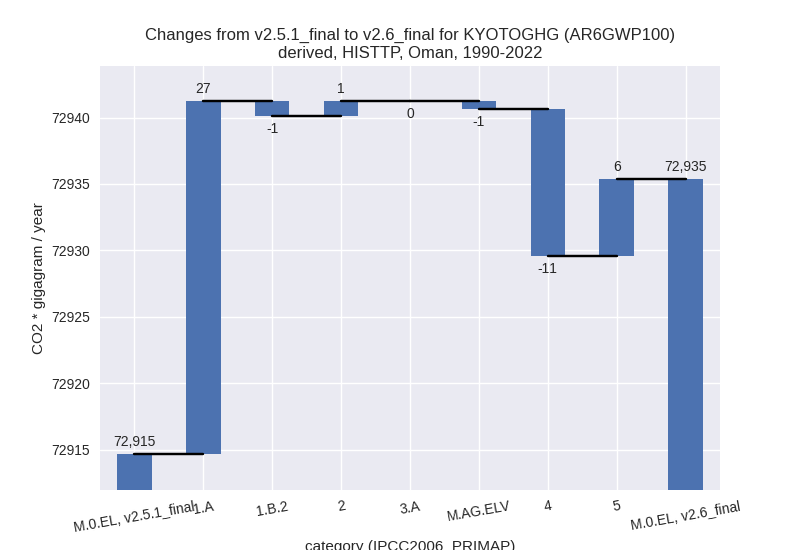 Changes from v2.5.1_final to v2.6_final for KYOTOGHG (AR6GWP100)
derived, HISTTP, Oman, 1990-2022
CO2 * gigagram / year
72940
72935
72930
72925
72920
72915
72,915
27
-1
1
0
-1
-11
6
72,935
M.0.EL, v2.5.1_final
1.A
1.B.2
2
3.A
M.AG.ELV
4
5
M.0.EL, v2.6_final
category (IPCC2006_PRIMAP)